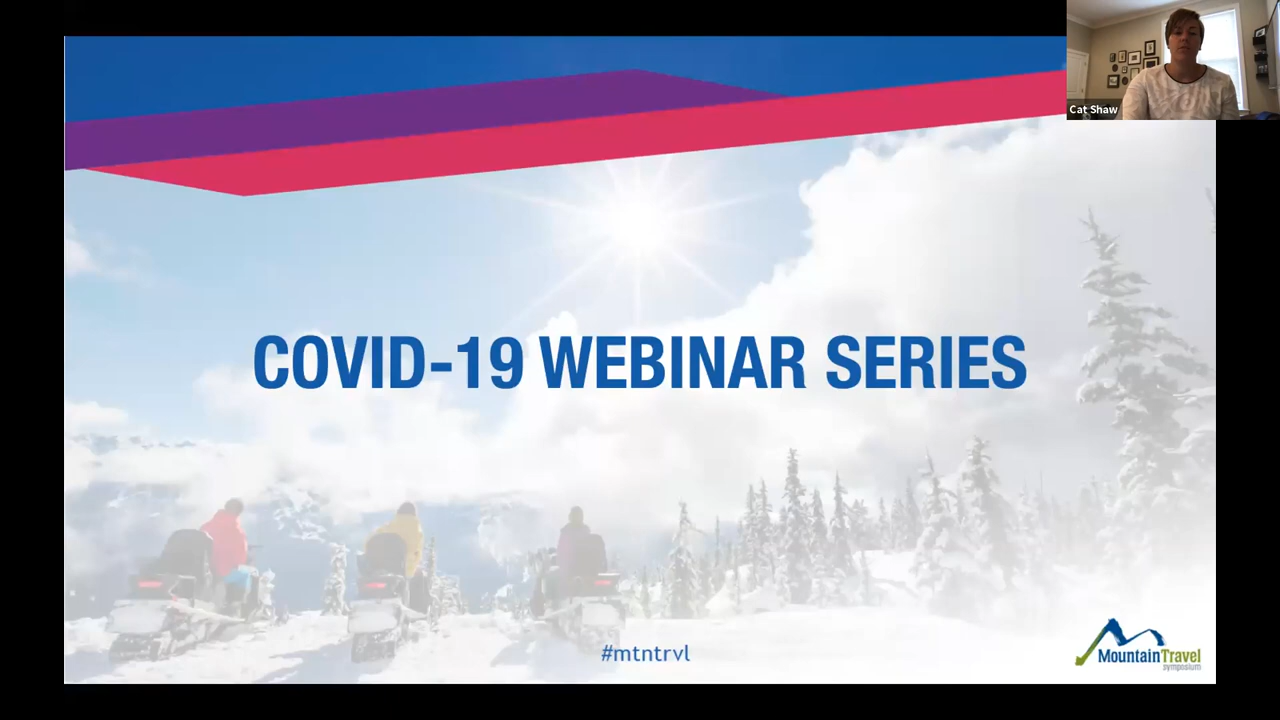 Cat Shaw
COVID-19 WEBINAR SERIES
#mtntrvl
MountainTravel
symposium